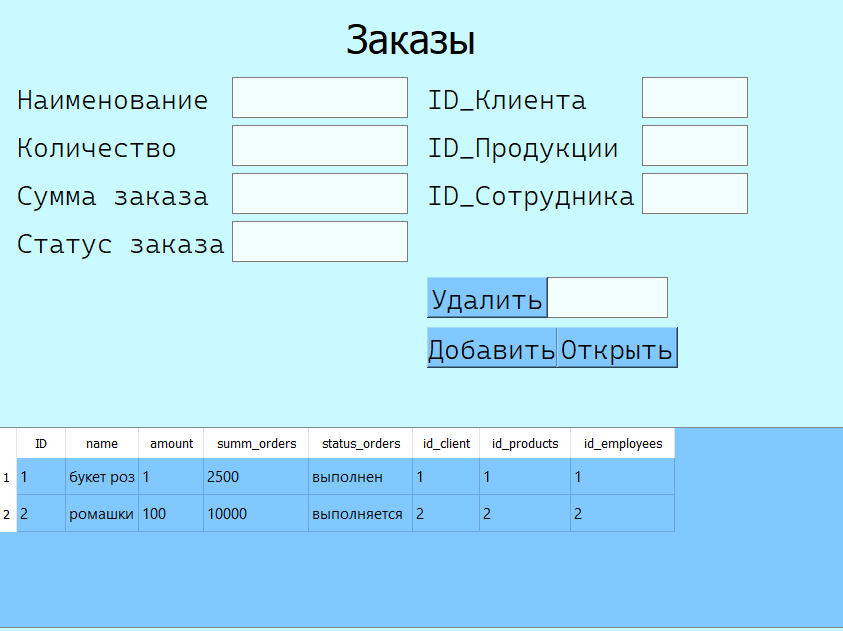 Заказы
Наименование ID_Клиента
Количество ID_Продукции
Сумма заказа ID_Сотрудника
Статус заказа
Удалить
Добавить Открыть
ID name amount summ_orders status_orders id_client id_products id_employees
1 1 букет роз 1 2500 выполнен 1 1 1
2 2 ромашки 100 10000 выполняется 2 2 2